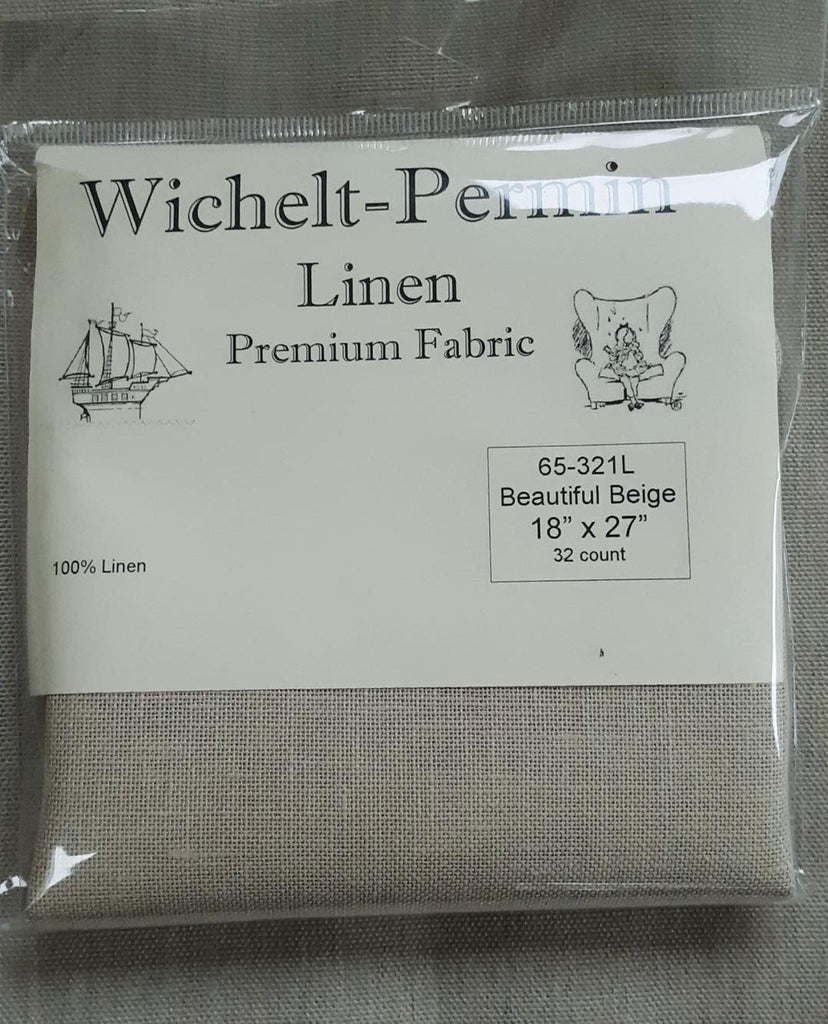 Wichelt-Permin
Linen
Premium Fabric
65-321L
Beautiful Beige
18” x 27”
32 count
100% Linen